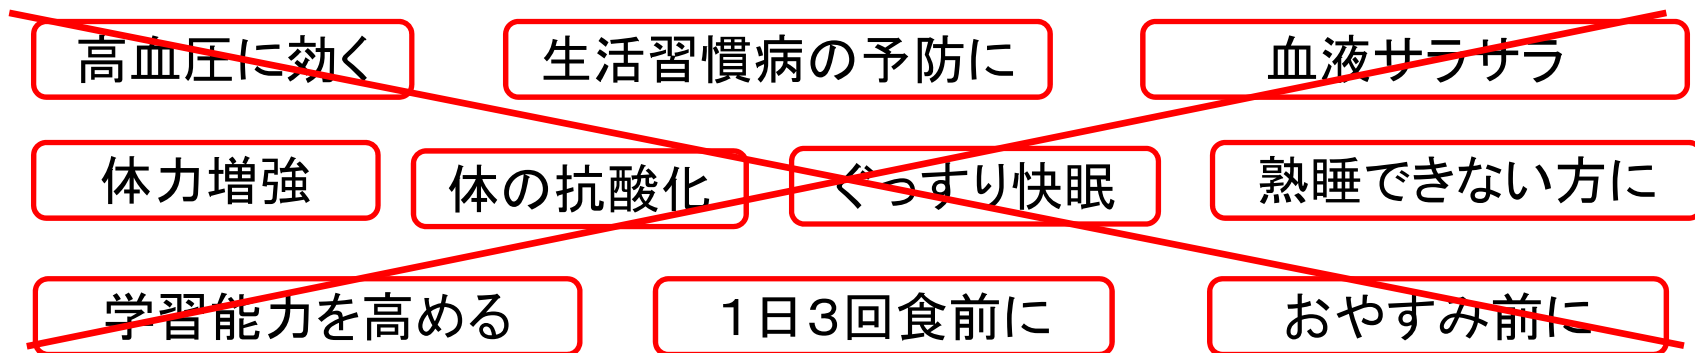 高血圧に効く 生活習慣病の予防に 血液サラサラ
体力増強 体の抗酸化 ぐっすり快眠 熟睡できない方に
学習能力を高める １日３回食前に おやすみ前に